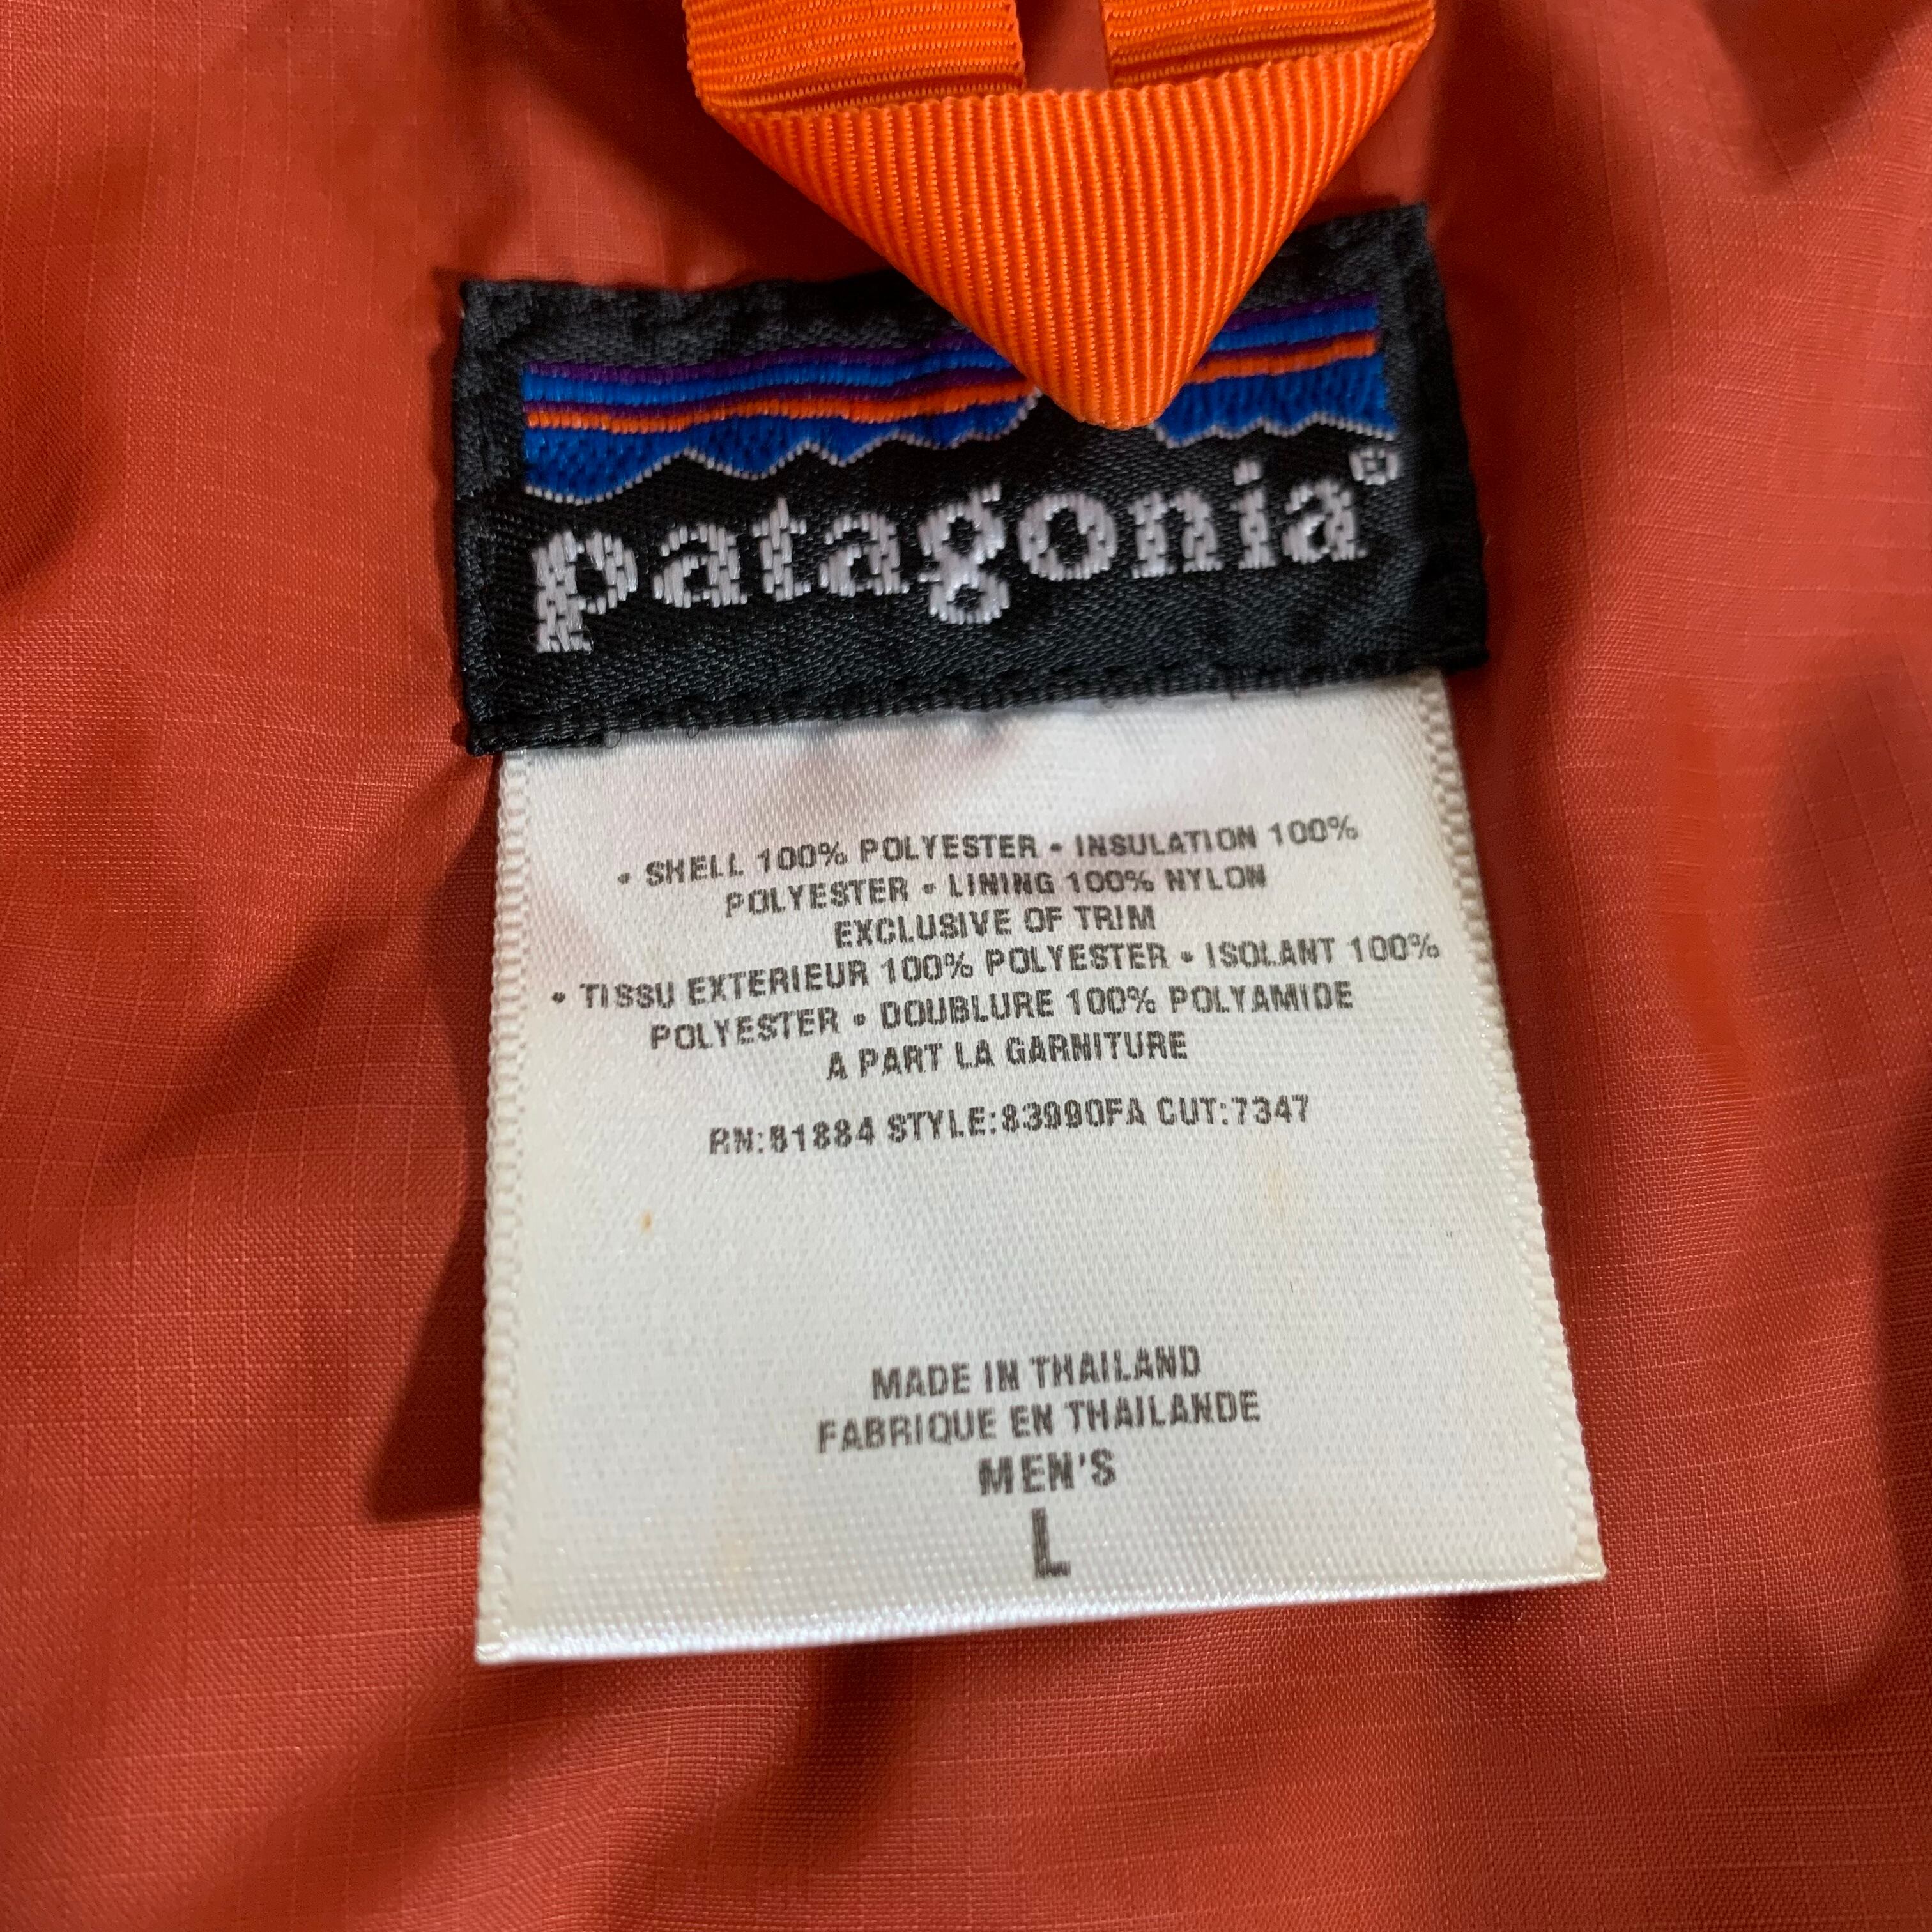 patagonia®
• SHELL 100% POLYESTER • INSULATION 100%
POLYESTER • LINING 100% NYLON
EXCLUSIVE OF TRIM
• TISSU EXTERIEUR 100% POLYESTER • ISOLANT 100%
POLYESTER • DOUBLURE 100% POLYAMIDE
A PART LA GARNITURE
RN:51884 STYLE:83990FA CUT:7347
MADE IN THAILAND
FABRIQUE EN THAILANDE
MEN'S
L